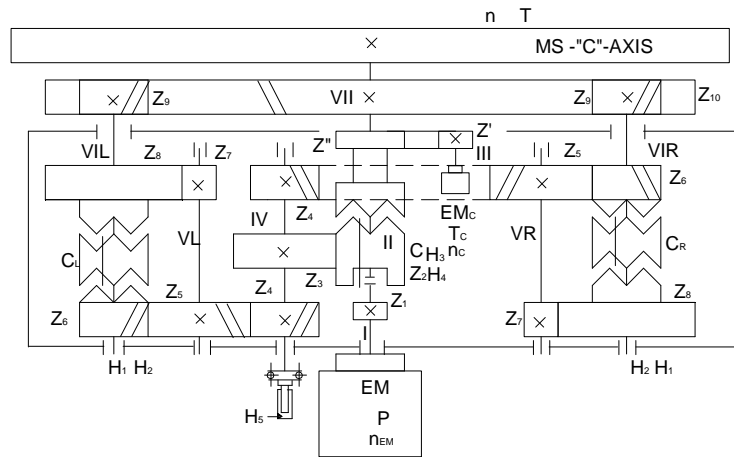 n T
MS -"C"-AXIS
Z9 VII Z9 Z10
Z" Z'
VIL Z8 Z7 III Z5 VIR
Z6
IV Z4 EMC
TC
nC
VL II VR
CL CH3 CR
Z2H4
Z5 Z4 Z3 Z1 Z8
Z6 Z7
I
H1 H2 H2 H1
EM
H5 P
nEM